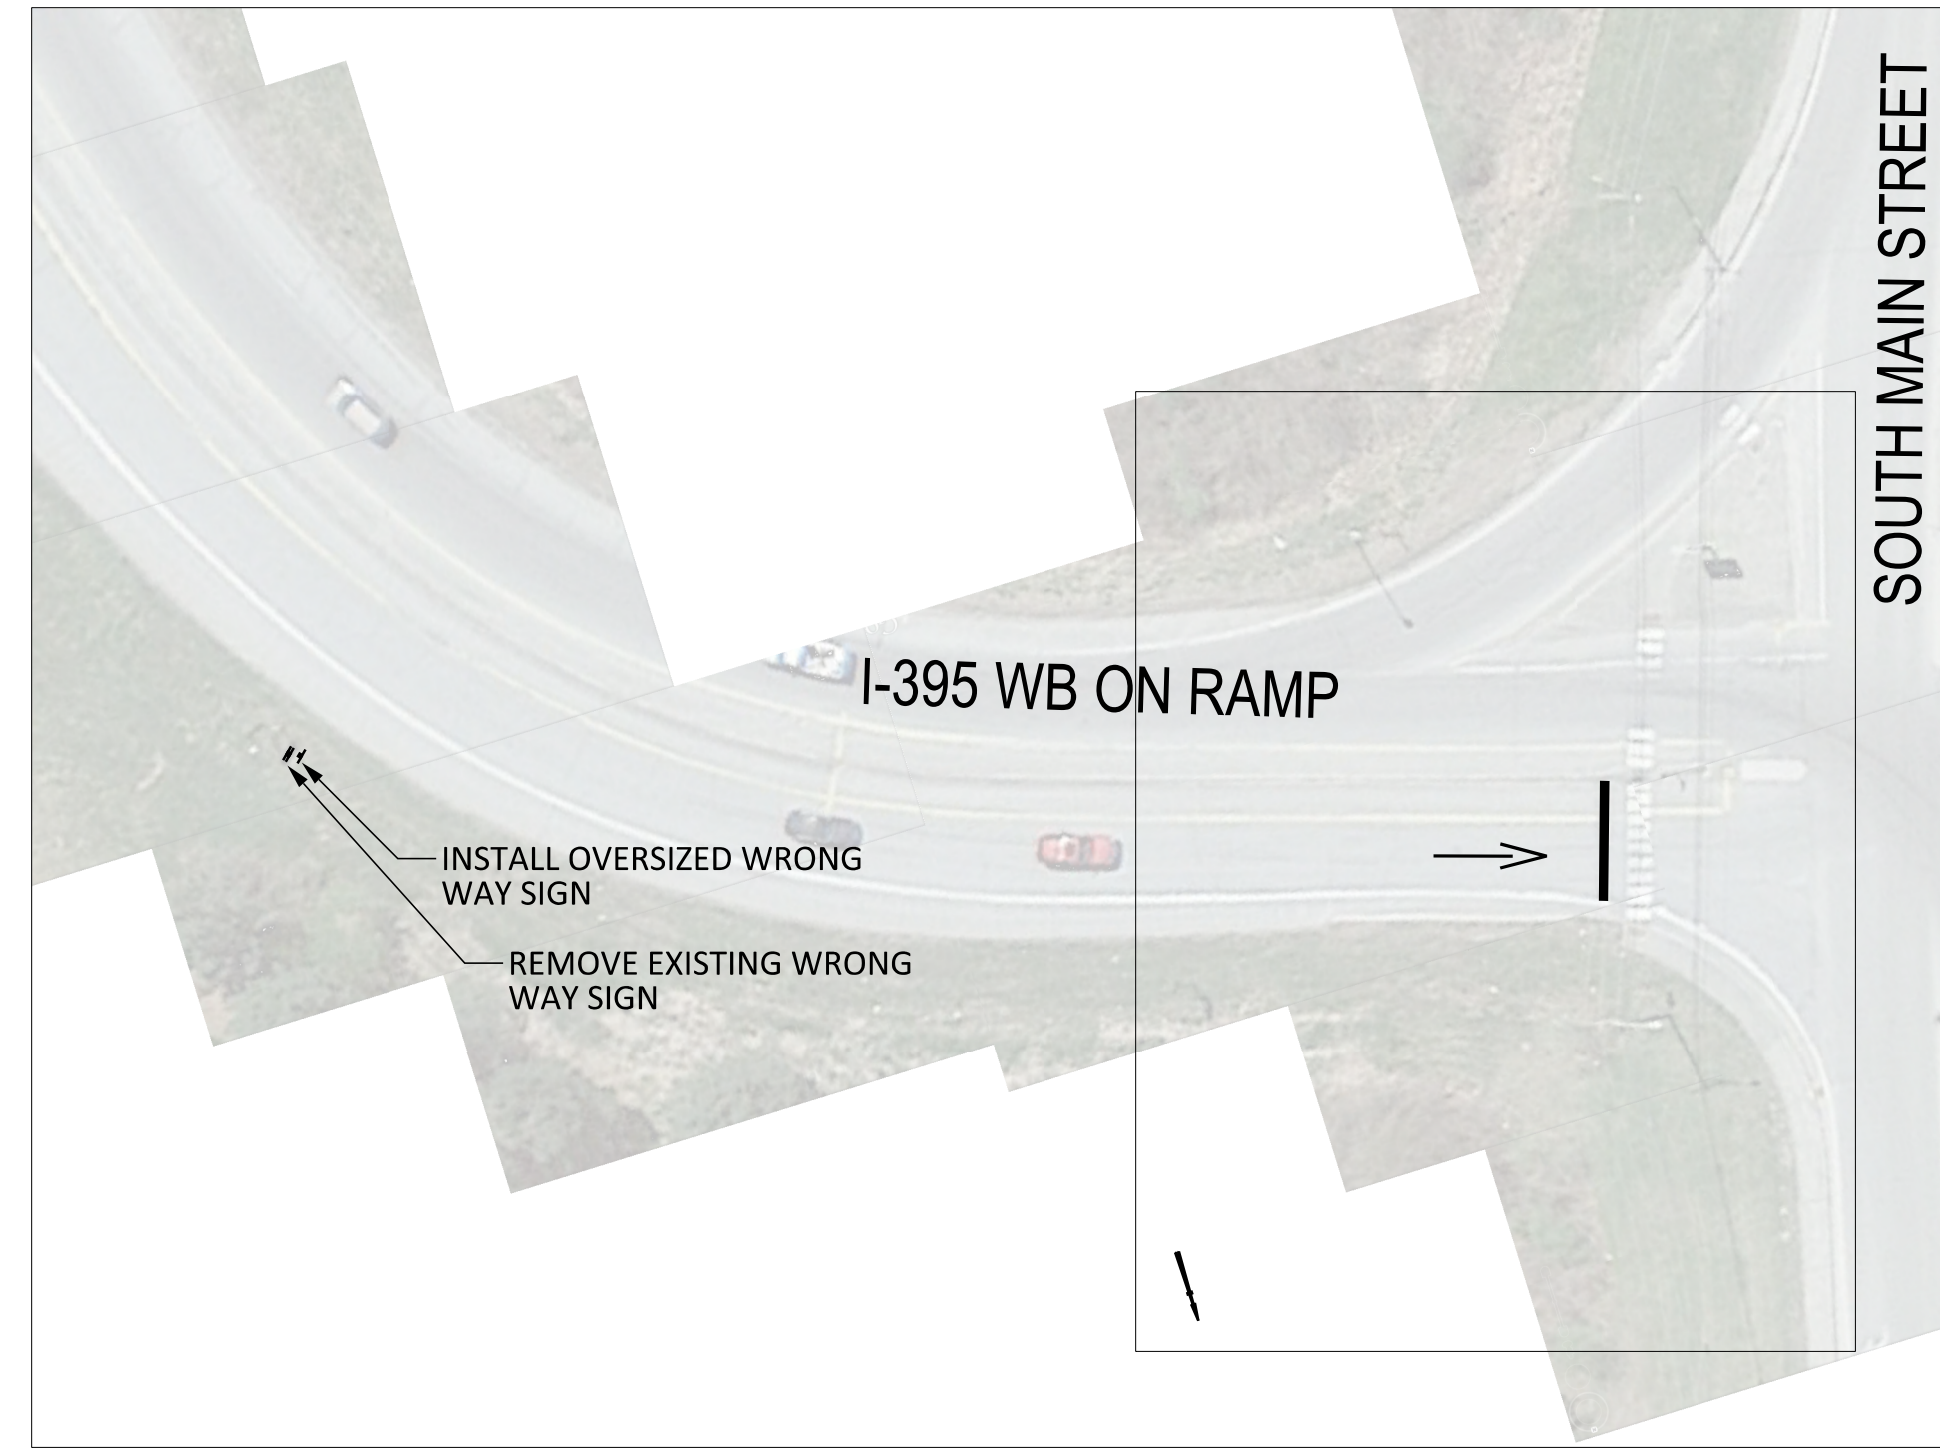 SOUTH MAIN STREET
I-395 WB ON RAMP
INSTALL OVERSIZED WRONG
WAY SIGN
REMOVE EXISTING WRONG
WAY SIGN